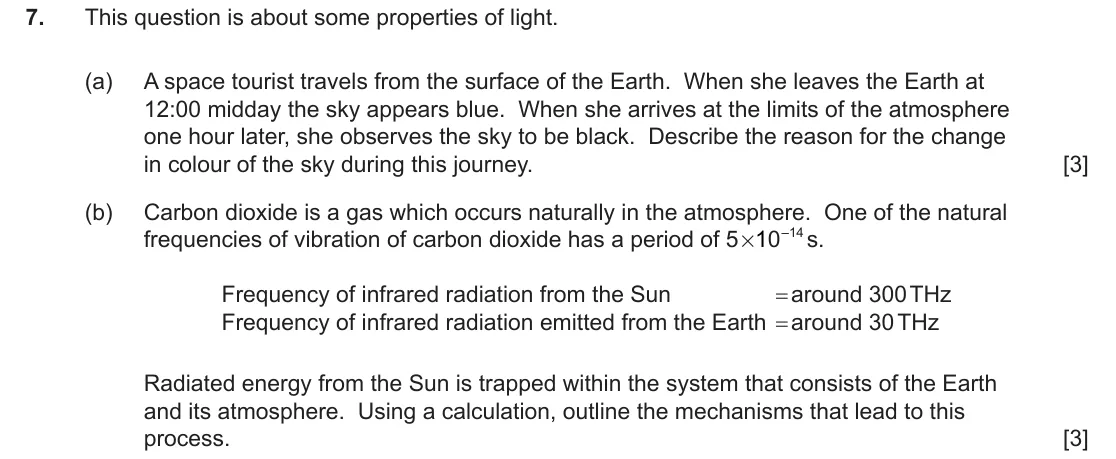 7. This question is about some properties of light.
(a) A space tourist travels from the surface of the Earth. When she leaves the Earth at
12:00 midday the sky appears blue. When she arrives at the limits of the atmosphere
one hour later, she observes the sky to be black. Describe the reason for the change
in colour of the sky during this journey. [3]
(b) Carbon dioxide is a gas which occurs naturally in the atmosphere. One of the natural
frequencies of vibration of carbon dioxide has a period of 5×10⁻¹⁴ s.
Frequency of infrared radiation from the Sun =around 300THz
Frequency of infrared radiation emitted from the Earth =around 30THz
Radiated energy from the Sun is trapped within the system that consists of the Earth
and its atmosphere. Using a calculation, outline the mechanisms that lead to this
process. [3]